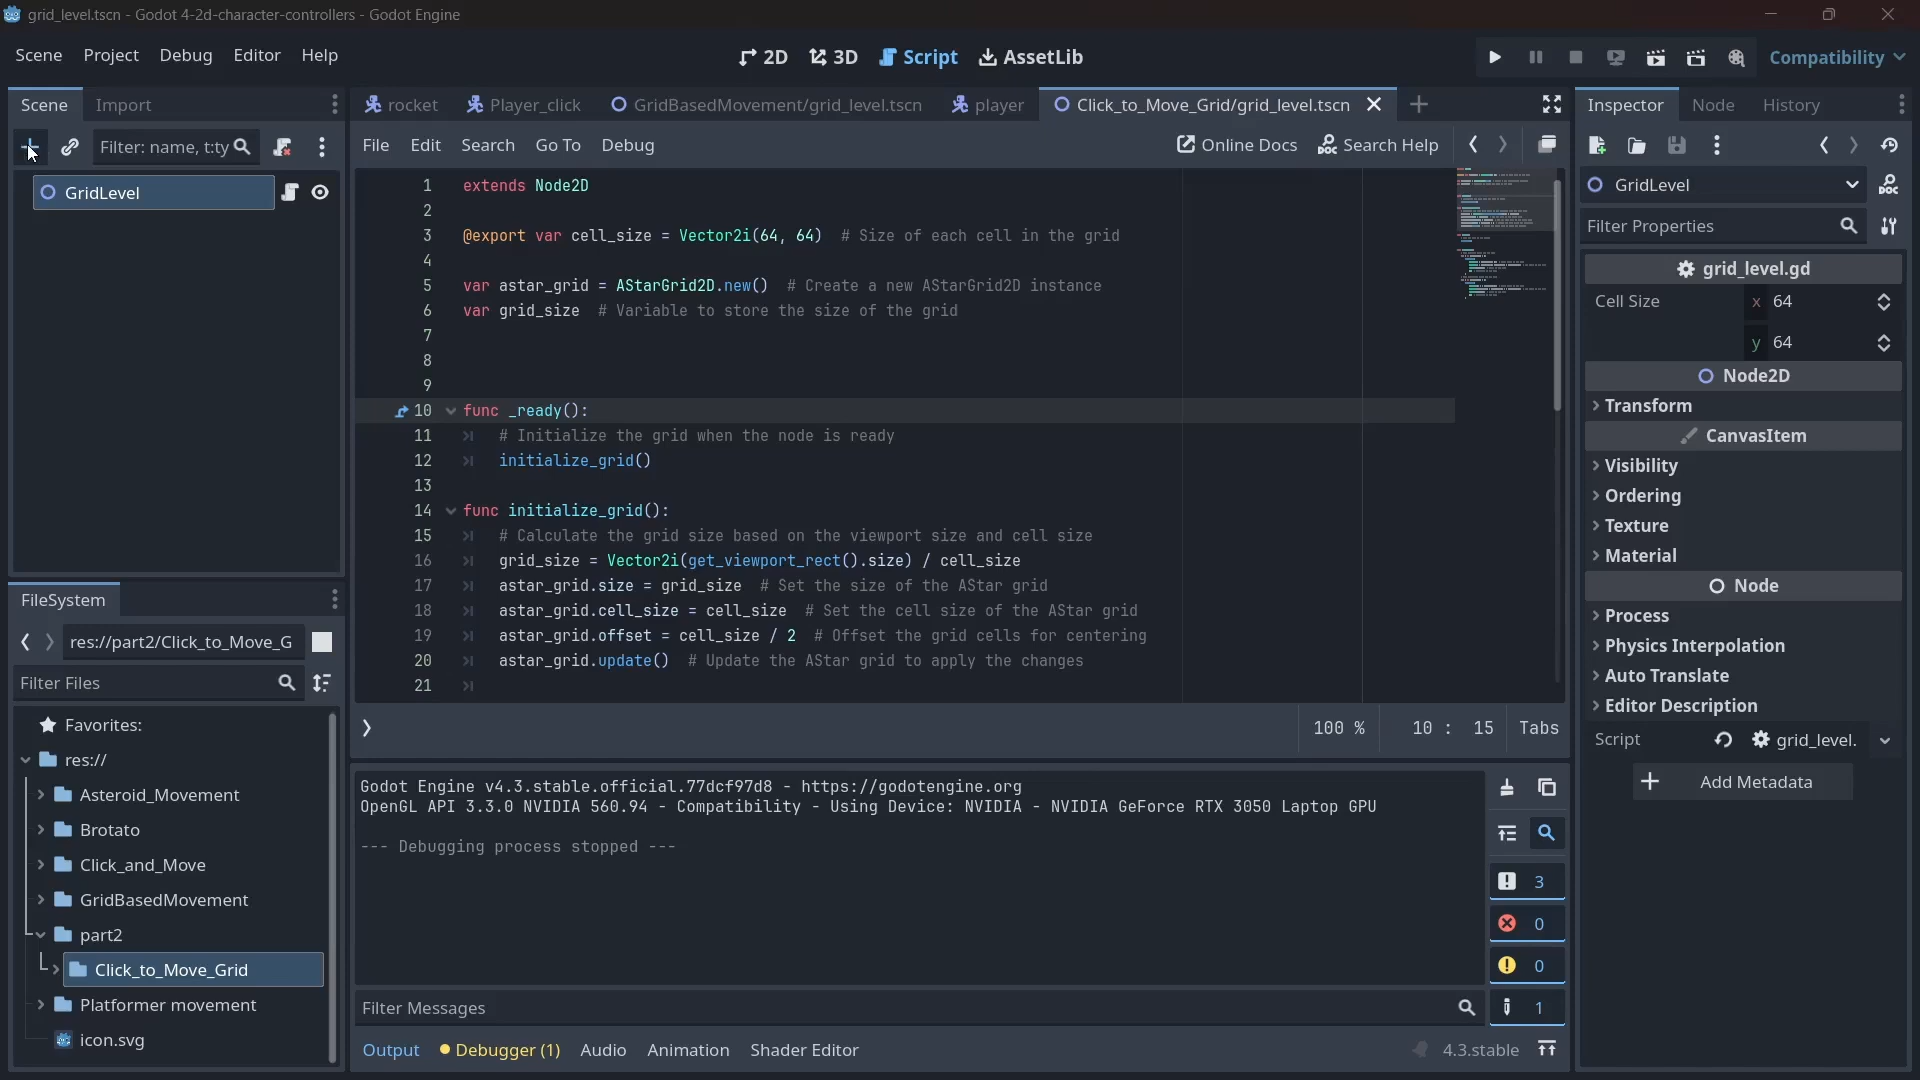 grid_level.tscn - Godot 4-2d-character-controllers - Godot Engine
Scene Project Debug Editor Help
2D 3D Script AssetLib
Compatibility
Scene Import
rocket Player_click GridBasedMovement/grid_level.tscn player Click_to_Move_Grid/grid_level.tscn
Inspector Node History
Filter: name, t:ty
File Edit Search Go To Debug
Online Docs Search Help
GridLevel
GridLevel
Filter Properties
1 extends Node2D
2
3 @export var cell_size = Vector2i(64, 64) # Size of each cell in the grid
4
5 var astar_grid = AStarGrid2D.new() # Create a new AStarGrid2D instance
6 var grid_size # Variable to store the size of the grid
7
8
9
10 func _ready():
11 # Initialize the grid when the node is ready
12 initialize_grid()
13
14 func initialize_grid():
15 # Calculate the grid size based on the viewport size and cell size
16 grid_size = Vector2i(get_viewport_rect().size) / cell_size
17 astar_grid.size = grid_size # Set the size of the AStar grid
18 astar_grid.cell_size = cell_size # Set the cell size of the AStar grid
19 astar_grid.offset = cell_size / 2 # Offset the grid cells for centering
20 astar_grid.update() # Update the AStar grid to apply the changes
21
100 % 10 : 15 Tabs
grid_level.gd
Cell Size x 64
y 64
Node2D
Transform
CanvasItem
Visibility
Ordering
Texture
Material
Node
Process
Physics Interpolation
Auto Translate
Editor Description
Script grid_level.
Add Metadata
FileSystem
res://part2/Click_to_Move_G
Filter Files
Favorites:
res://
Asteroid_Movement
Brotato
Click_and_Move
GridBasedMovement
part2
Click_to_Move_Grid
Platformer movement
icon.svg
Godot Engine v4.3.stable.official.77dcf97d8 - https://godotengine.org
OpenGL API 3.3.0 NVIDIA 560.94 - Compatibility - Using Device: NVIDIA - NVIDIA GeForce RTX 3050 Laptop GPU
--- Debugging process stopped ---
3
0
0
1
Filter Messages
Output Debugger (1) Audio Animation Shader Editor
4.3.stable